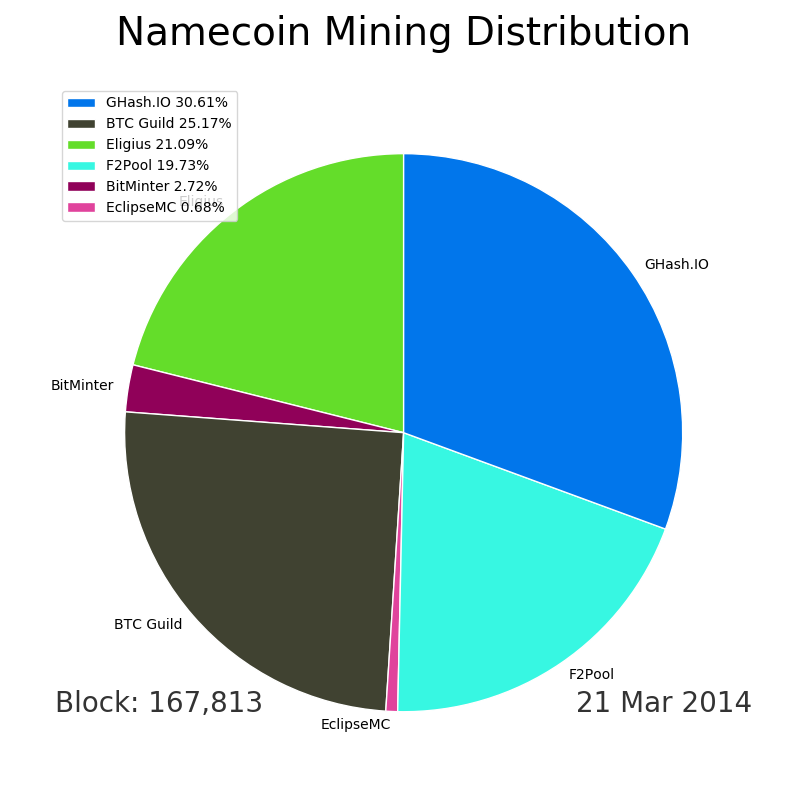 Namecoin Mining Distribution
GHash.IO 30.61%
BTC Guild 25.17%
Eligius 21.09%
F2Pool 19.73%
BitMinter 2.72%
EclipseMC 0.68%
Eligius
GHash.IO
BitMinter
BTC Guild
F2Pool
EclipseMC
Block: 167,813
21 Mar 2014